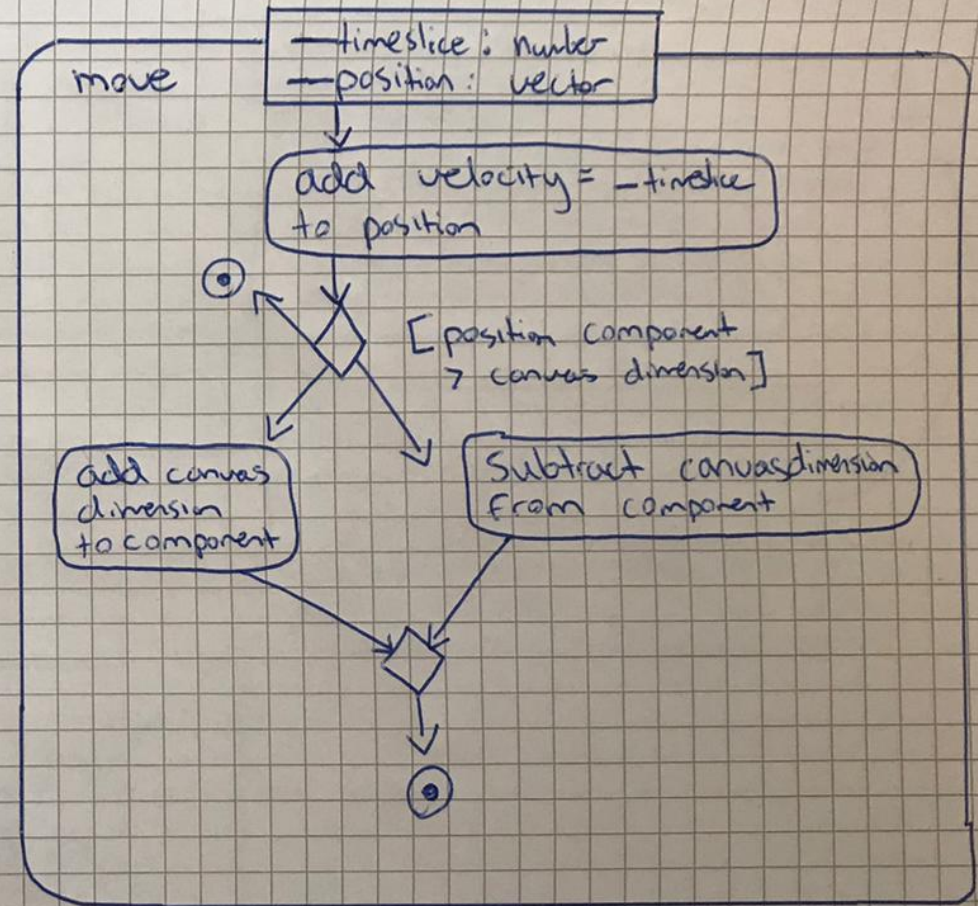 move
—timeslice: number
—position: vector
add velocity = _timeslice
to position
[position component
> canvas dimension]
add canvas
dimension
to component
Subtract canvasdimension
from component